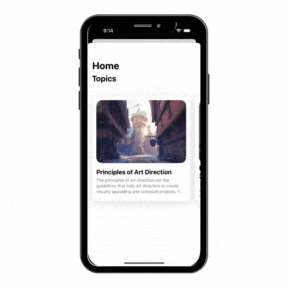 9:14
Home
Topics
Principles of Art Direction
The principles of art direction are the
guidelines that help art directors to create
visually appealing and cohesive projects. T...